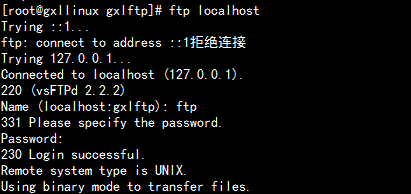 [root@gxllinux gxlftp]# ftp localhost
Trying ::1...
ftp: connect to address ::1拒绝连接
Trying 127.0.0.1...
Connected to localhost (127.0.0.1).
220 (vsFTPd 2.2.2)
Name (localhost:gxlftp): ftp
331 Please specify the password.
Password:
230 Login successful.
Remote system type is UNIX.
Using binary mode to transfer files.